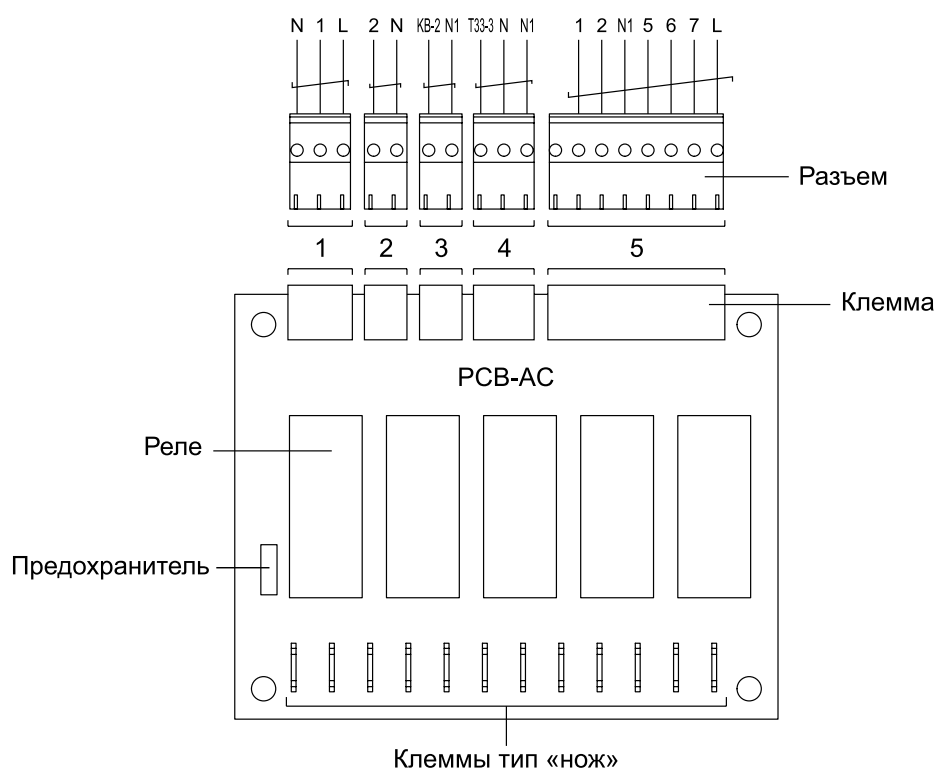 N 1 L 2 N KB-2 N1 T33-3 N N1 1 2 N1 5 6 7 L
Разъем
1 2 3 4 5
Клемма
PCB-AC
Реле
Предохранитель
Клеммы тип «нож»